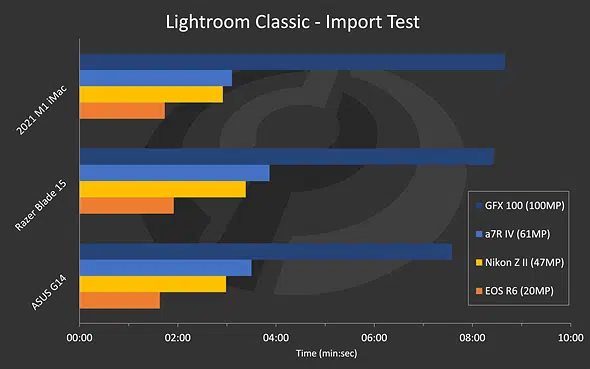 Lightroom Classic - Import Test
2021 M1 iMac
Razer Blade 15
ASUS G14
GFX 100 (100MP)
a7R IV (61MP)
Nikon Z II (47MP)
EOS R6 (20MP)
00:00 02:00 04:00 06:00 08:00 10:00
Time (min:sec)